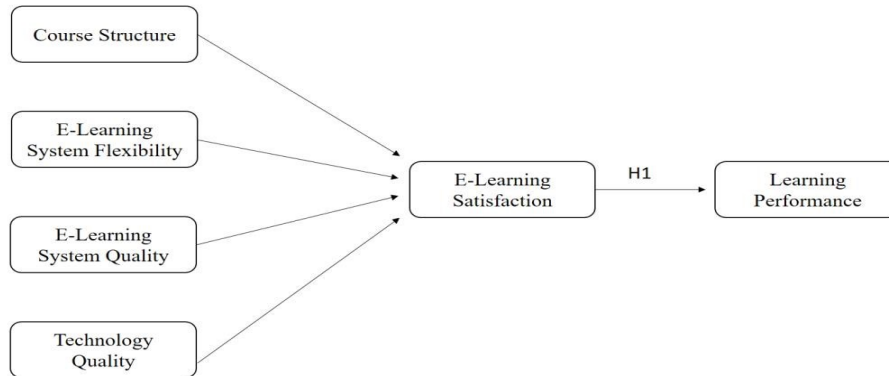 Course Structure
E-Learning
System Flexibility
E-Learning
System Quality
Technology
Quality
E-Learning
Satisfaction
H1
Learning
Performance